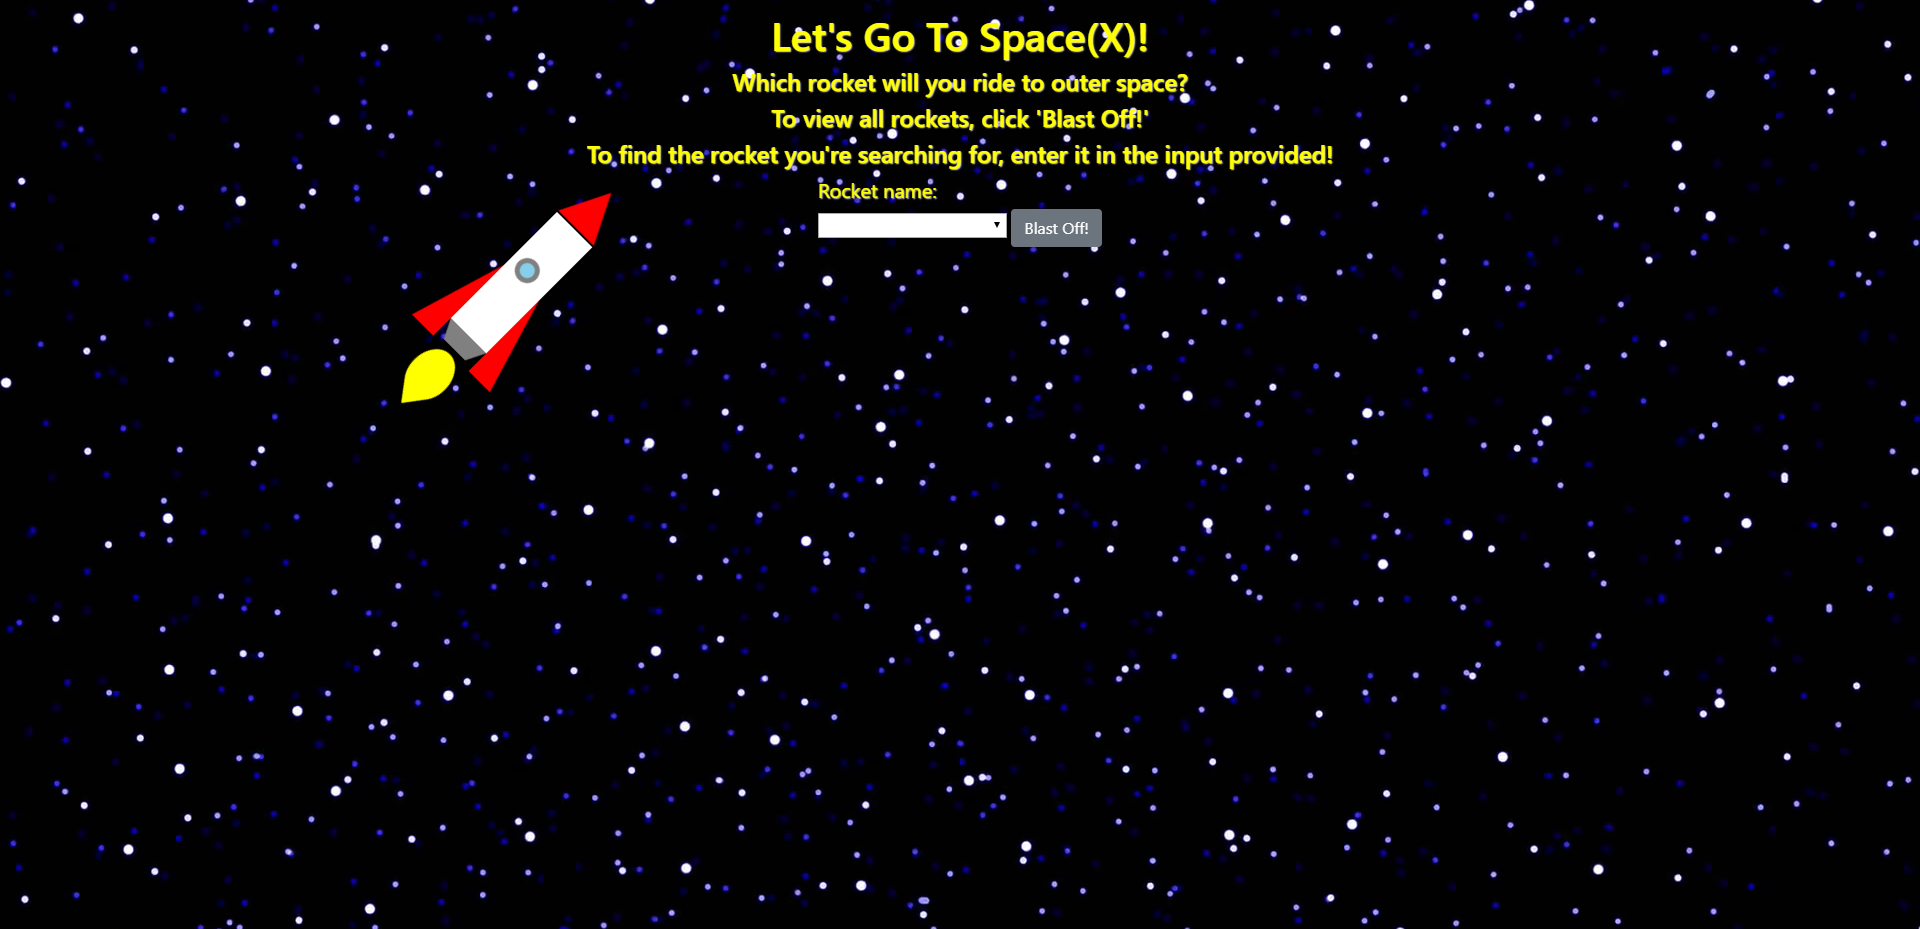 Let's Go To Space(X)!
Which rocket will you ride to outer space?
To view all rockets, click 'Blast Off!'
To find the rocket you're searching for, enter it in the input provided!
Rocket name:
Blast Off!